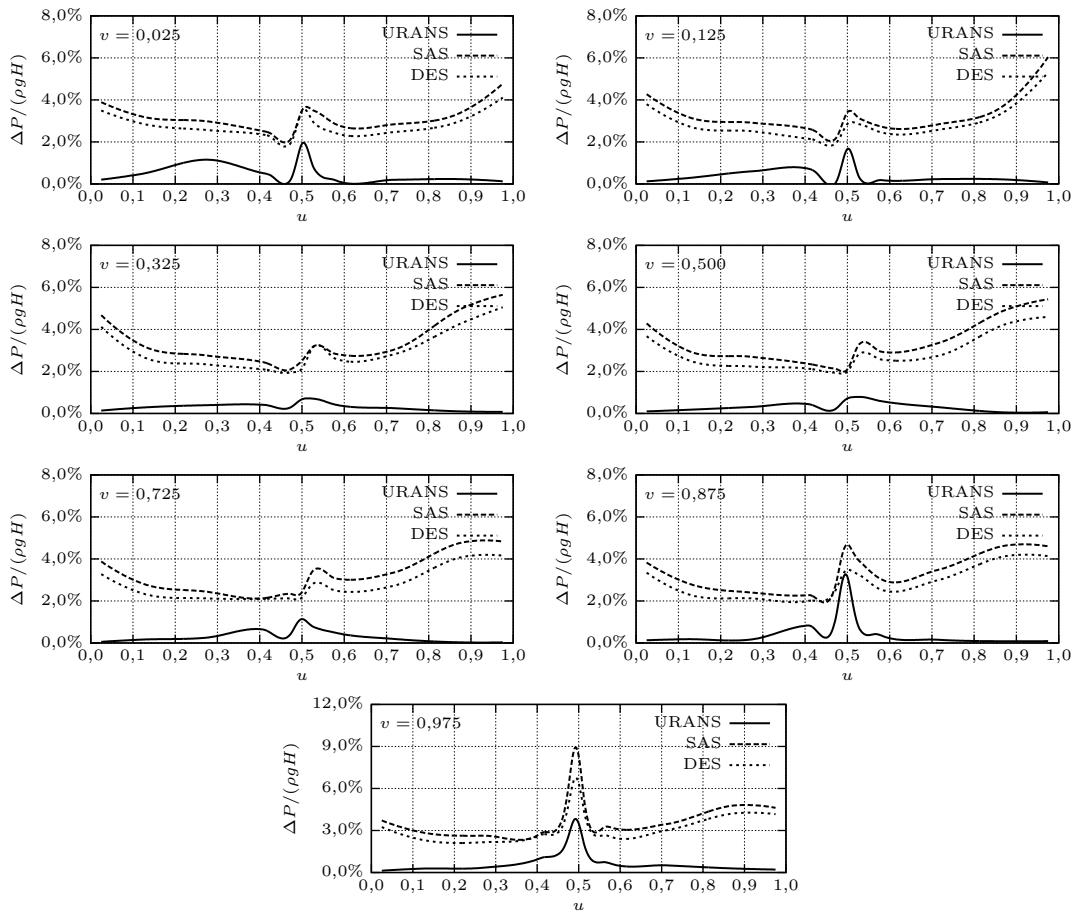 8,0%
6,0%
4,0%
2,0%
0,0%
ΔP/(ρgH)
v = 0,025
URANS
SAS
DES
0,0 0,1 0,2 0,3 0,4 0,5 0,6 0,7 0,8 0,9 1,0
u
8,0%
6,0%
4,0%
2,0%
0,0%
ΔP/(ρgH)
v = 0,125
URANS
SAS
DES
0,0 0,1 0,2 0,3 0,4 0,5 0,6 0,7 0,8 0,9 1,0
u
8,0%
6,0%
4,0%
2,0%
0,0%
ΔP/(ρgH)
v = 0,325
URANS
SAS
DES
0,0 0,1 0,2 0,3 0,4 0,5 0,6 0,7 0,8 0,9 1,0
u
8,0%
6,0%
4,0%
2,0%
0,0%
ΔP/(ρgH)
v = 0,500
URANS
SAS
DES
0,0 0,1 0,2 0,3 0,4 0,5 0,6 0,7 0,8 0,9 1,0
u
8,0%
6,0%
4,0%
2,0%
0,0%
ΔP/(ρgH)
v = 0,725
URANS
SAS
DES
0,0 0,1 0,2 0,3 0,4 0,5 0,6 0,7 0,8 0,9 1,0
u
8,0%
6,0%
4,0%
2,0%
0,0%
ΔP/(ρgH)
v = 0,875
URANS
SAS
DES
0,0 0,1 0,2 0,3 0,4 0,5 0,6 0,7 0,8 0,9 1,0
u
12,0%
9,0%
6,0%
3,0%
0,0%
ΔP/(ρgH)
v = 0,975
URANS
SAS
DES
0,0 0,1 0,2 0,3 0,4 0,5 0,6 0,7 0,8 0,9 1,0
u